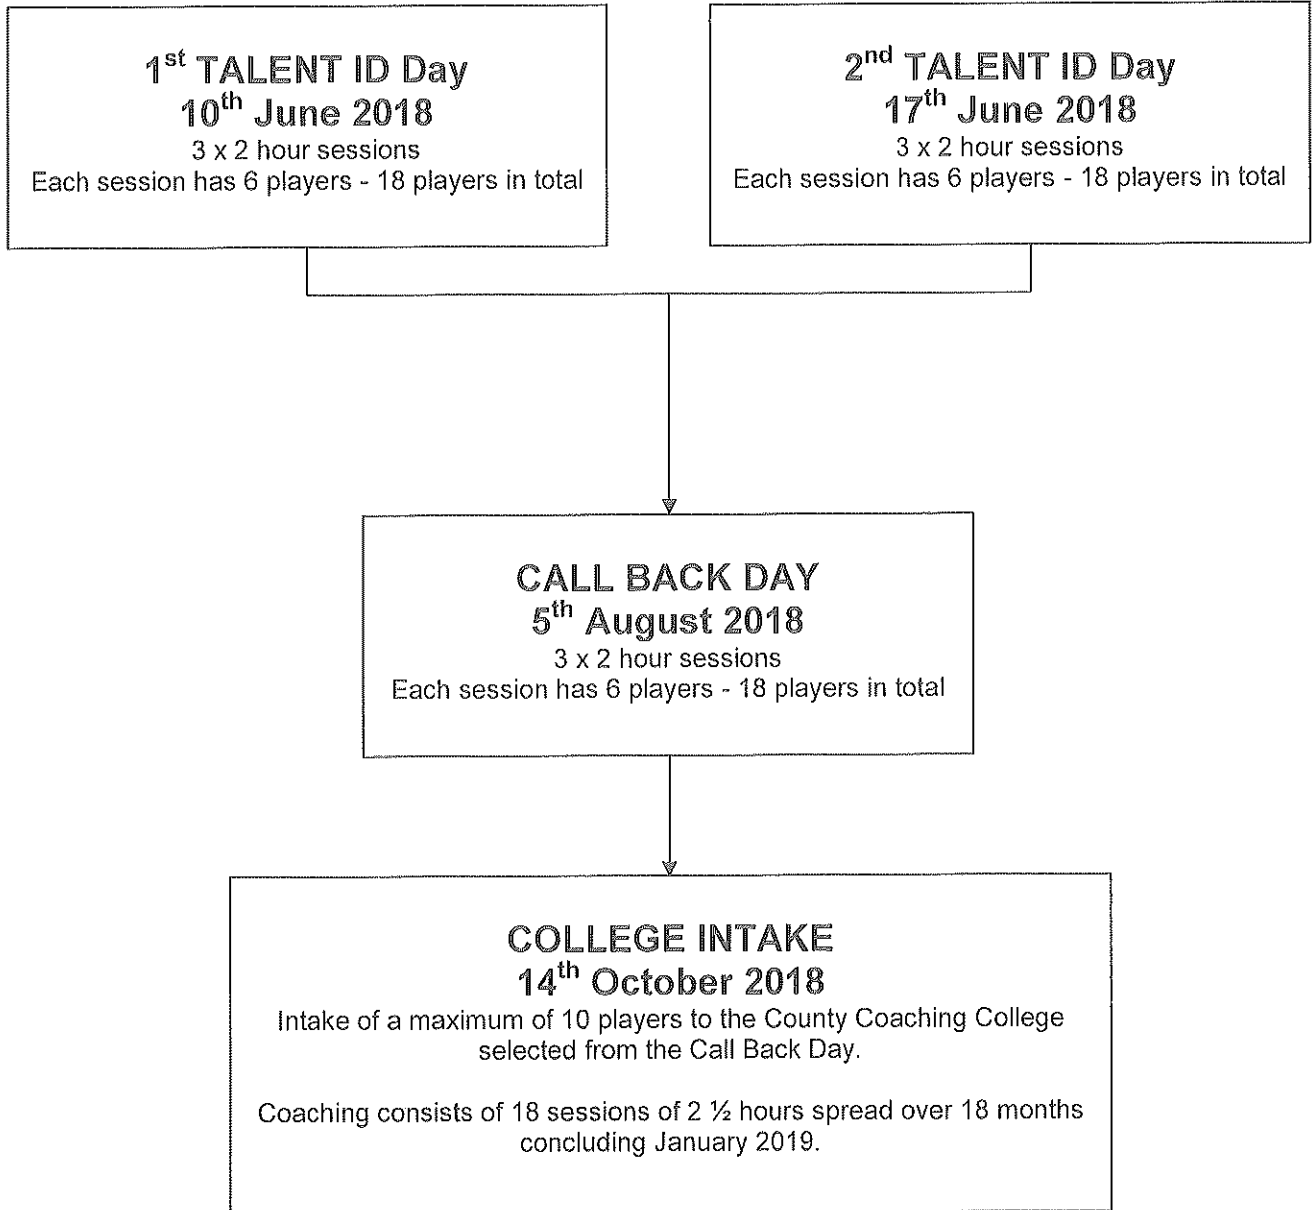 1st TALENT ID Day
10th June 2018
3 x 2 hour sessions
Each session has 6 players - 18 players in total
2nd TALENT ID Day
17th June 2018
3 x 2 hour sessions
Each session has 6 players - 18 players in total
CALL BACK DAY
5th August 2018
3 x 2 hour sessions
Each session has 6 players - 18 players in total
COLLEGE INTAKE
14th October 2018
Intake of a maximum of 10 players to the County Coaching College
selected from the Call Back Day.
Coaching consists of 18 sessions of 2 ½ hours spread over 18 months
concluding January 2019.